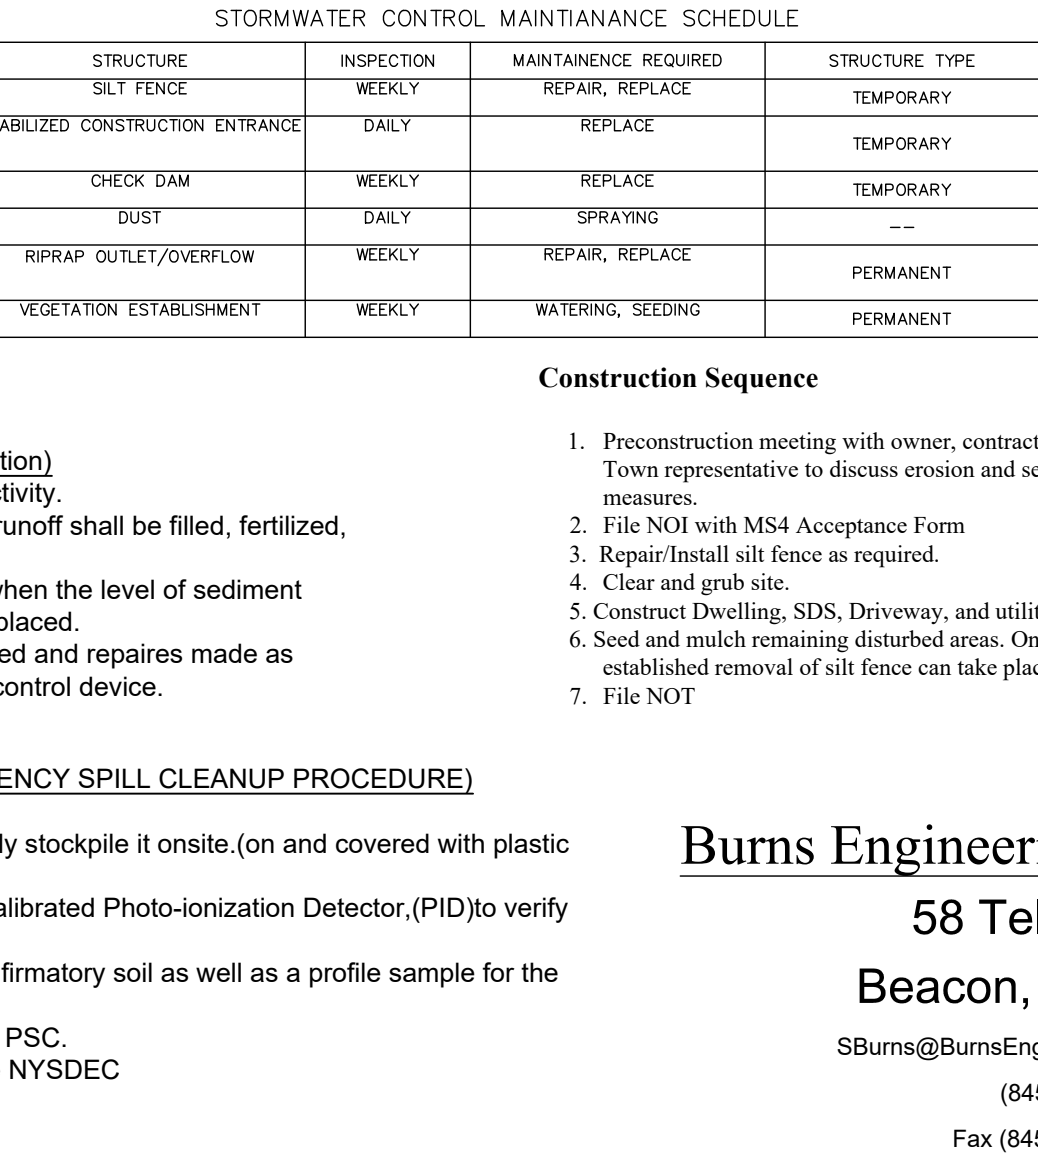 STORMWATER CONTROL MAINTIANANCE SCHEDULE
STRUCTURE INSPECTION MAINTAINENCE REQUIRED STRUCTURE TYPE
SILT FENCE WEEKLY REPAIR, REPLACE TEMPORARY
ABILIZED CONSTRUCTION ENTRANCE DAILY REPLACE TEMPORARY
CHECK DAM WEEKLY REPLACE TEMPORARY
DUST DAILY SPRAYING --
RIPRAP OUTLET/OVERFLOW WEEKLY REPAIR, REPLACE PERMANENT
VEGETATION ESTABLISHMENT WEEKLY WATERING, SEEDING PERMANENT
tion)
tivity.
runoff shall be filled, fertilized,
when the level of sediment
placed.
ed and repaires made as
control device.
Construction Sequence
1. Preconstruction meeting with owner, contract
Town representative to discuss erosion and se
measures.
2. File NOI with MS4 Acceptance Form
3. Repair/Install silt fence as required.
4. Clear and grub site.
5. Construct Dwelling, SDS, Driveway, and utilit
6. Seed and mulch remaining disturbed areas. On
established removal of silt fence can take plac
7. File NOT
ENCY SPILL CLEANUP PROCEDURE)
ly stockpile it onsite.(on and covered with plastic
alibrated Photo-ionization Detector,(PID)to verify
firmatory soil as well as a profile sample for the
PSC.
NYSDEC
Burns Engineeri
58 Tel
Beacon,
SBurns@BurnsEng
(845
Fax (845